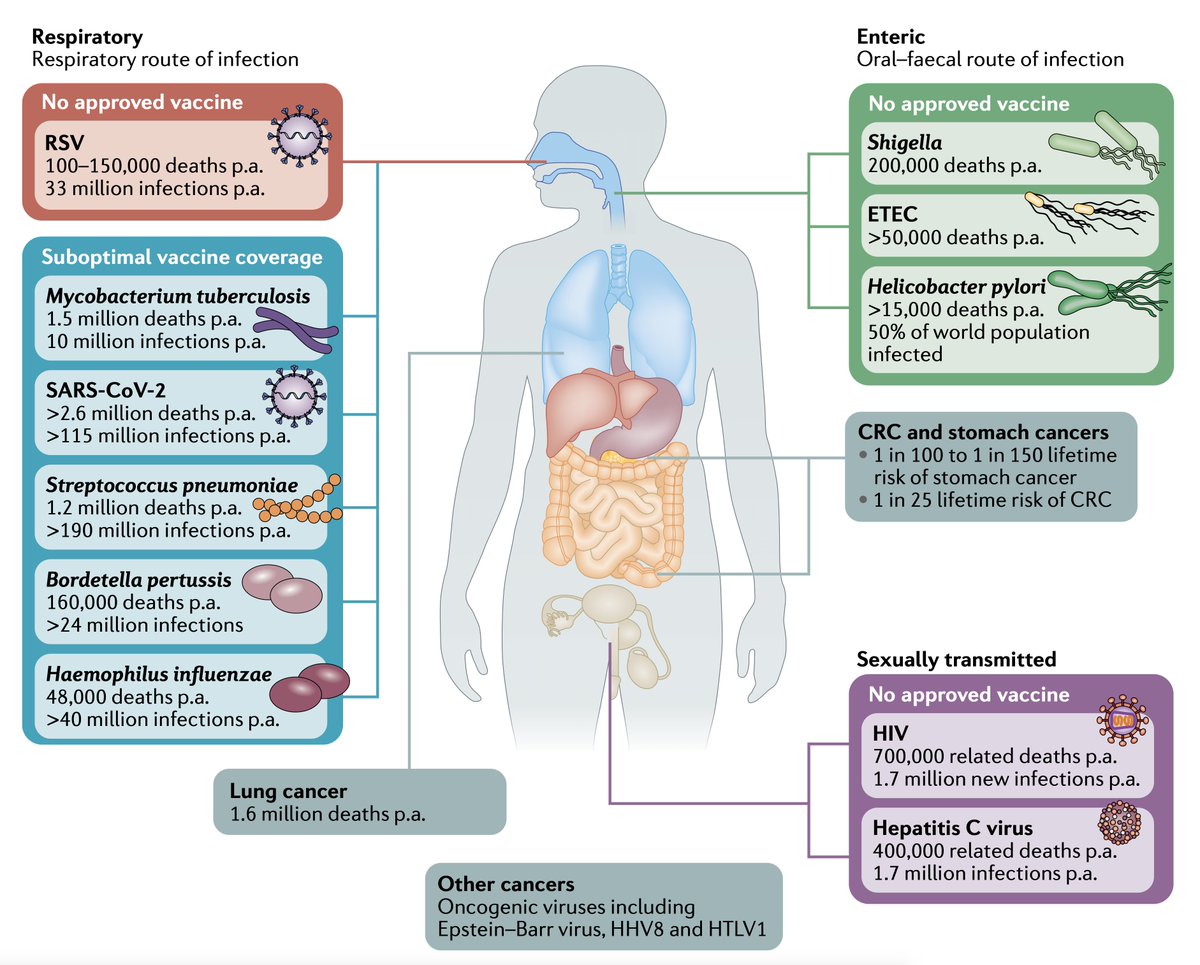 Respiratory
Respiratory route of infection
No approved vaccine
RSV
100–150,000 deaths p.a.
33 million infections p.a.
Suboptimal vaccine coverage
Mycobacterium tuberculosis
1.5 million deaths p.a.
10 million infections p.a.
SARS-CoV-2
>2.6 million deaths p.a.
>115 million infections p.a.
Streptococcus pneumoniae
1.2 million deaths p.a.
>190 million infections p.a.
Bordetella pertussis
160,000 deaths p.a.
>24 million infections
Haemophilus influenzae
48,000 deaths p.a.
>40 million infections p.a.
Lung cancer
1.6 million deaths p.a.
Other cancers
Oncogenic viruses including
Epstein–Barr virus, HHV8 and HTLV1
Enteric
Oral–faecal route of infection
No approved vaccine
Shigella
200,000 deaths p.a.
ETEC
>50,000 deaths p.a.
Helicobacter pylori
>15,000 deaths p.a.
50% of world population
infected
CRC and stomach cancers
• 1 in 100 to 1 in 150 lifetime
risk of stomach cancer
• 1 in 25 lifetime risk of CRC
Sexually transmitted
No approved vaccine
HIV
700,000 related deaths p.a.
1.7 million new infections p.a.
Hepatitis C virus
400,000 related deaths p.a.
1.7 million infections p.a.